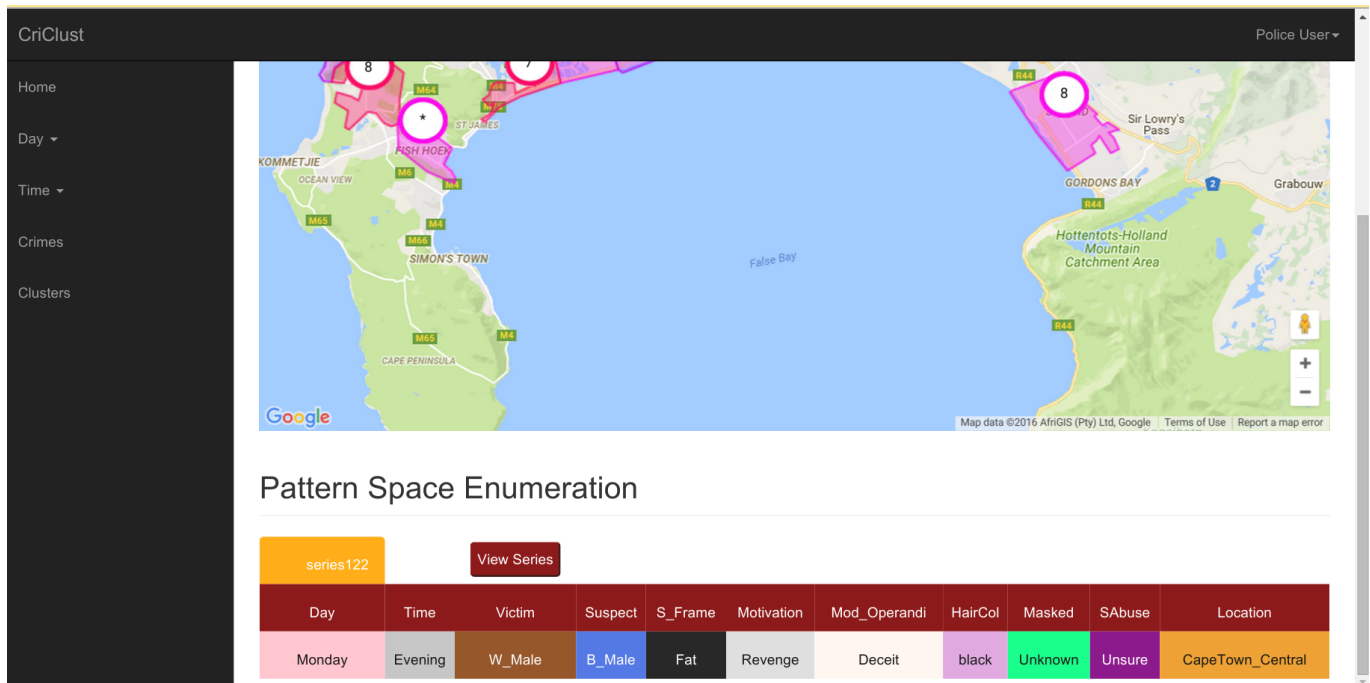 CriClust
Police User
Home
Day
Time
Crimes
Clusters
8
7
R44
8
M64
M4
*
ST JAMES
Sir Lowry's
Pass
FISH HOEK
KOMMETJIE
OCEAN VIEW
M6
M4
GORDONS BAY
2
Grabouw
R44
M65
M4
M66
SIMON'S TOWN
Hottentots-Holland
Mountain
Catchment Area
False Bay
M65
M4
R44
CAPE PENINSULA
+
−
Google
Map data ©2016 AfriGIS (Pty) Ltd, Google Terms of Use Report a map error
Pattern Space Enumeration
series122 View Series
Day Time Victim Suspect S_Frame Motivation Mod_Operandi HairCol Masked SAbuse Location
Monday Evening W_Male B_Male Fat Revenge Deceit black Unknown Unsure CapeTown_Central